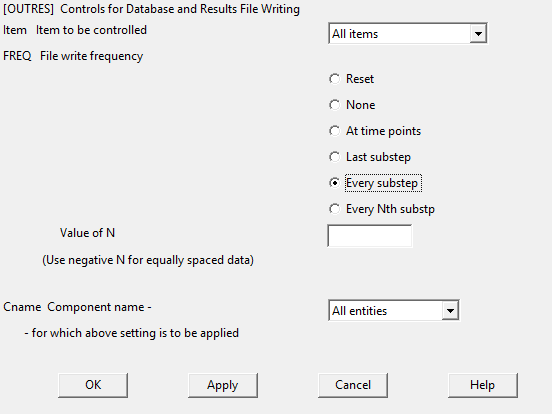 [OUTRES] Controls for Database and Results File Writing
Item Item to be controlled All items
FREQ File write frequency
Reset
None
At time points
Last substep
Every substep
Every Nth substp
Value of N
(Use negative N for equally spaced data)
Cname Component name - All entities
- for which above setting is to be applied
OK Apply Cancel Help